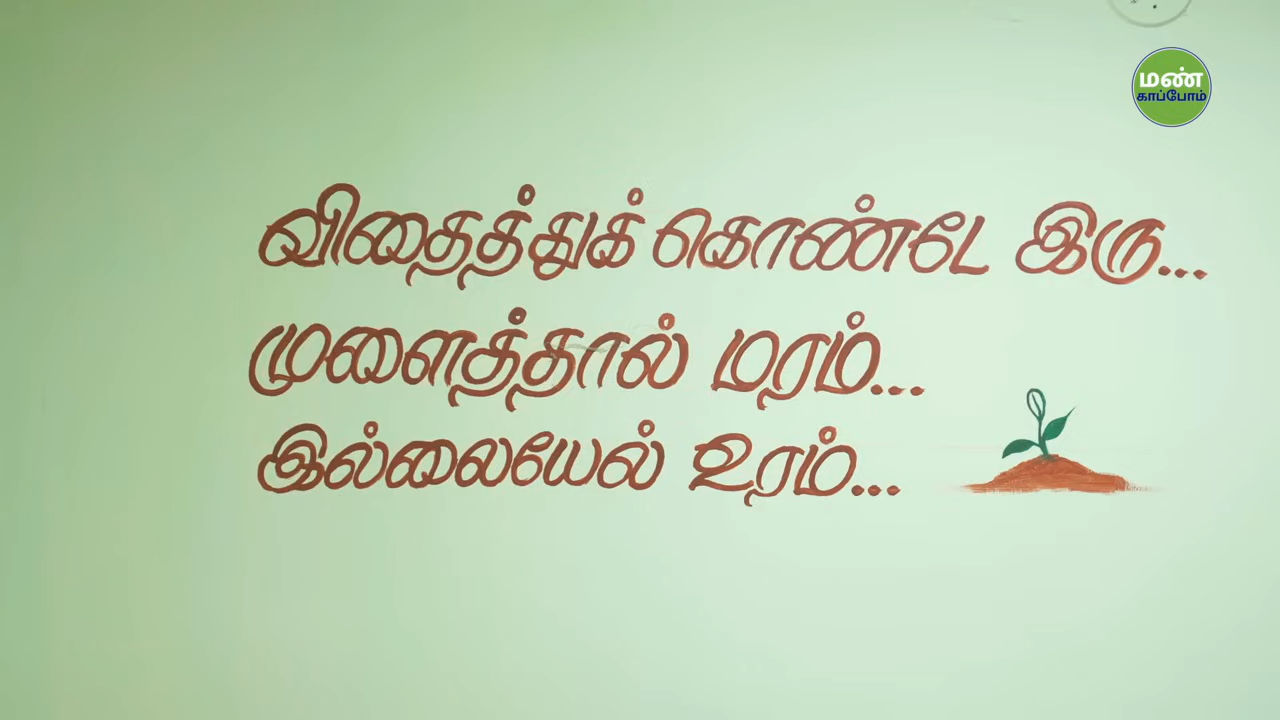 மண்
காப்போம்
விதைத்துக் கொண்டே இரு...
முளைத்தால் மரம்...
இல்லையேல் உரம்...